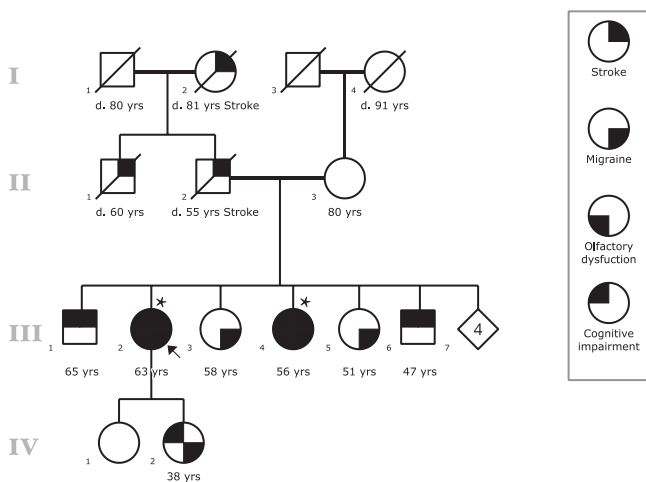 I
1
2
3
4
d. 80 yrs
d. 81 yrs Stroke
d. 91 yrs
II
1
2
3
d. 60 yrs
d. 55 yrs Stroke
80 yrs
*
*
III
1
2
3
4
5
6
7
4
65 yrs
63 yrs
58 yrs
56 yrs
51 yrs
47 yrs
IV
1
2
38 yrs
Stroke
Migraine
Olfactory
dysfuction
Cognitive
impairment